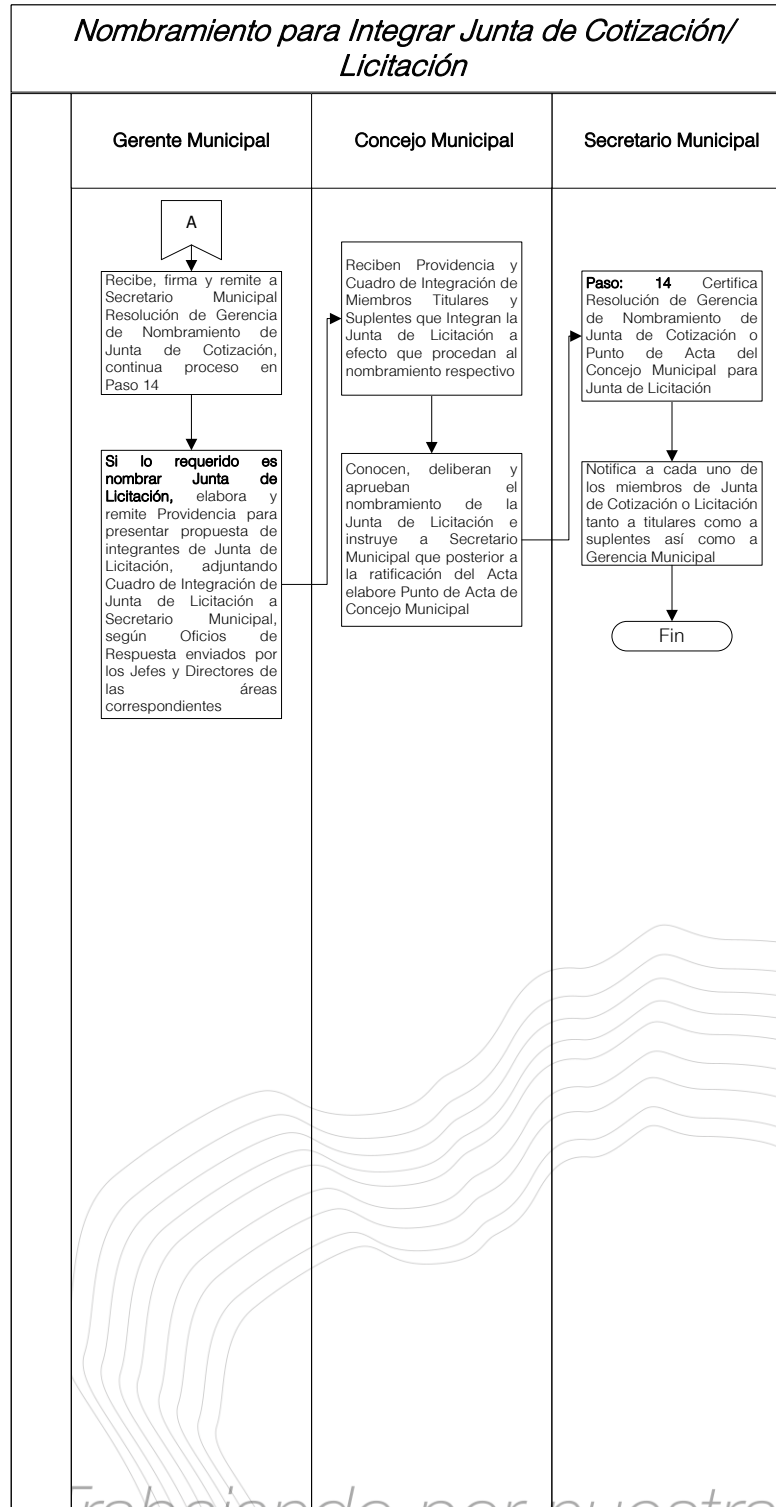 Nombramiento para Integrar Junta de Cotización/
Licitación
Gerente Municipal
Concejo Municipal
Secretario Municipal
A
Recibe, firma y remite a
Secretario Municipal
Resolución de Gerencia
de Nombramiento de
Junta de Cotización,
continua proceso en
Paso 14
Si lo requerido es
nombrar Junta de
Licitación, elabora y
remite Providencia para
presentar propuesta de
integrantes de Junta de
Licitación, adjuntando
Cuadro de Integración de
Junta de Licitación a
Secretario Municipal,
según Oficios de
Respuesta enviados por
los Jefes y Directores de
las áreas
correspondientes
Reciben Providencia y
Cuadro de Integración de
Miembros Titulares y
Suplentes que Integran la
Junta de Licitación a
efecto que procedan al
nombramiento respectivo
Conocen, deliberan y
aprueban el
nombramiento de la
Junta de Licitación e
instruye a Secretario
Municipal que posterior a
la ratificación del Acta
elabore Punto de Acta de
Concejo Municipal
Paso: 14 Certifica
Resolución de Gerencia
de Nombramiento de
Junta de Cotización o
Punto de Acta del
Concejo Municipal para
Junta de Licitación
Notifica a cada uno de
los miembros de Junta
de Cotización o Licitación
tanto a titulares como a
suplentes así como a
Gerencia Municipal
Fin
Trabajando por nuestra